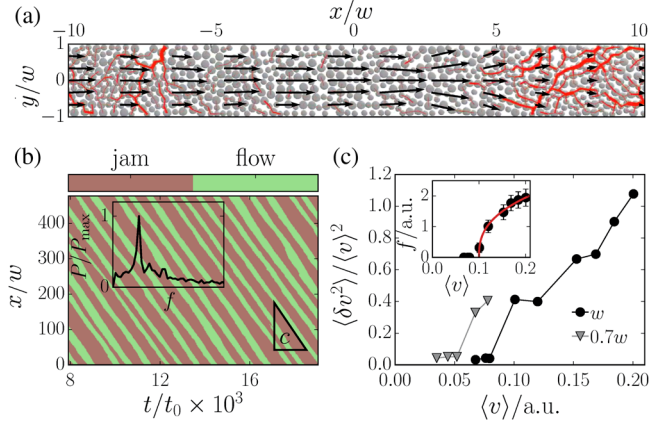 (a)
x/w
−10 −5 0 5 10
y/w
1
0
−1
(b)
jam flow
x/w
400
300
200
100
0
P/P_max
1
0
f
c
8 12 16
t/t_0 × 10^3
(c)
⟨δv^2⟩/⟨v⟩^2
1.2
1.0
0.8
0.6
0.4
0.2
0.0
f/a.u.
2
1
0
0.0 0.1 0.2
⟨v⟩
w
0.7w
0.00 0.05 0.10 0.15 0.20
⟨v⟩/a.u.